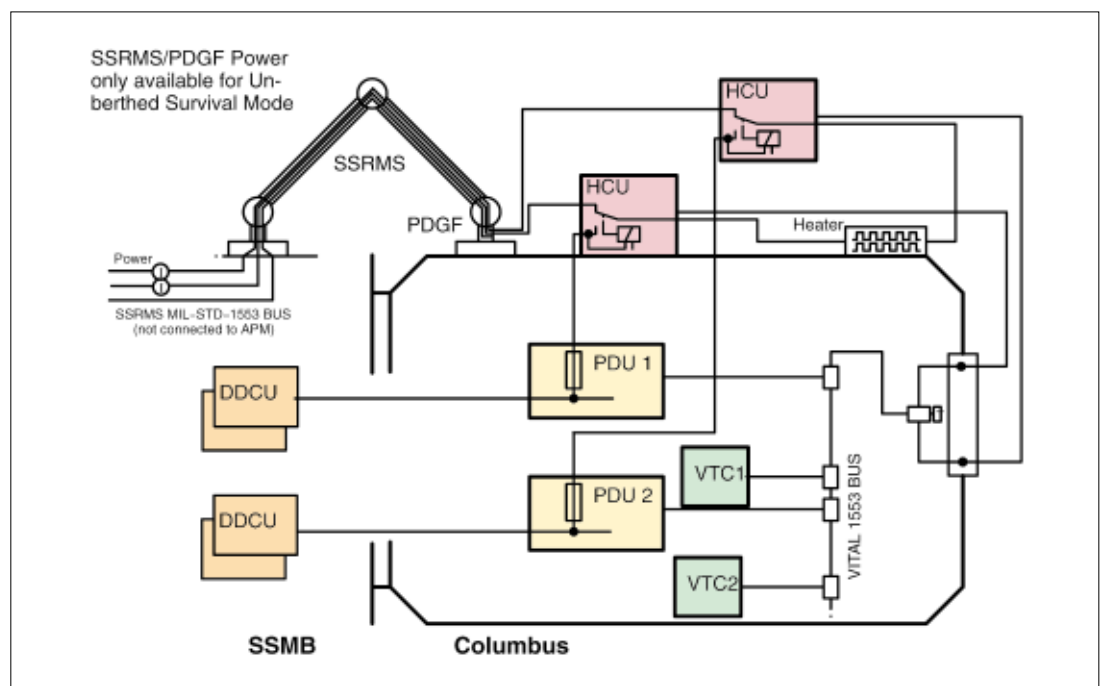 SSRMS/PDGF Power
only available for Un-
berthed Survival Mode
HCU
SSRMS
HCU
PDGF
Heater
Power
SSRMS MIL-STD-1553 BUS
(not connected to APM)
PDU 1
DDCU
VTC1
PDU 2
DDCU
VITAL 1553 BUS
VTC2
SSMB
Columbus